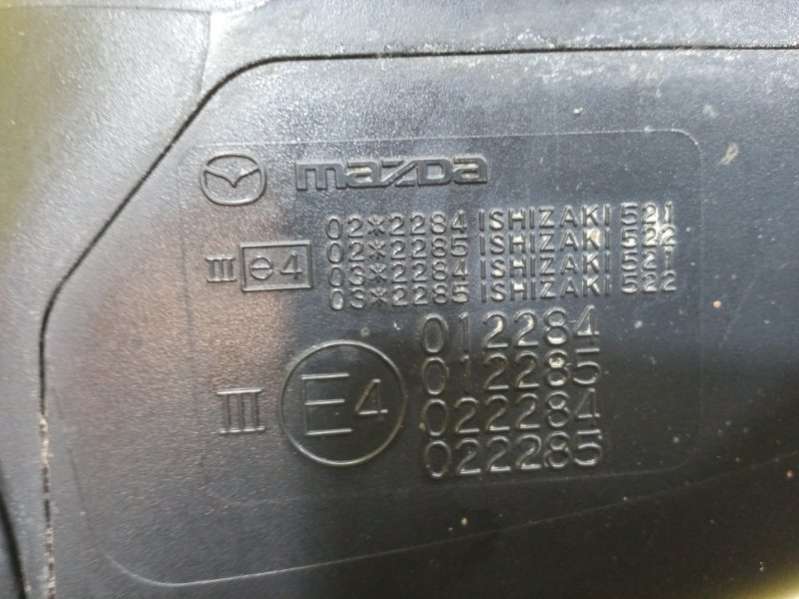 mazda
02*2284 ISHIZAKI 521
02*2285 ISHIZAKI 522
03*2284 ISHIZAKI 521
03*2285 ISHIZAKI 522
III e4
012284
012285
III E4
022284
022285